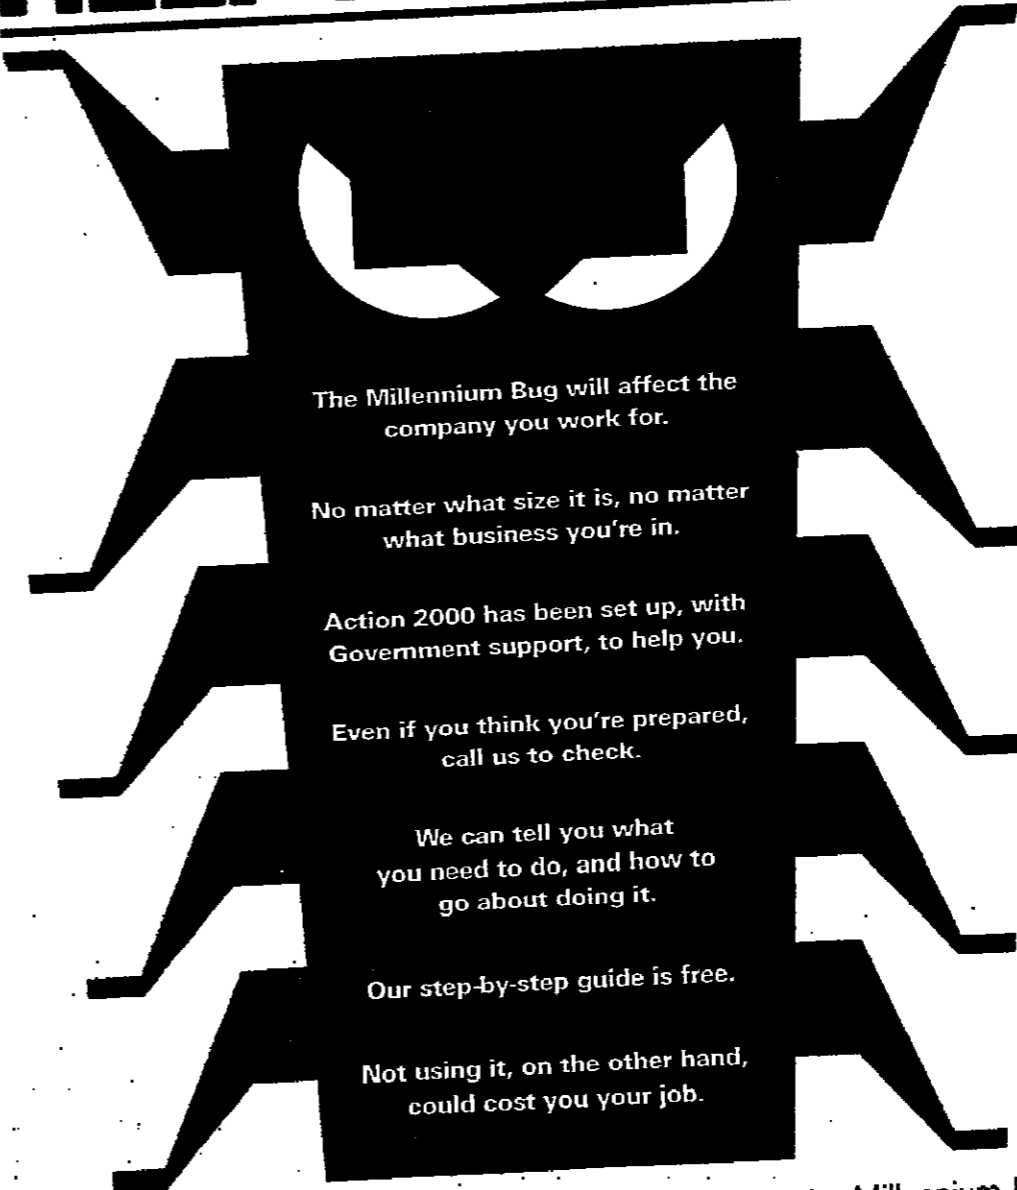 The Millennium Bug will affect the
company you work for.
No matter what size it is, no matter
what business you're in.
Action 2000 has been set up, with
Government support, to help you.
Even if you think you're prepared,
call us to check.
We can tell you what
you need to do, and how to
go about doing it.
Our step-by-step guide is free.
Not using it, on the other hand,
could cost you your job.